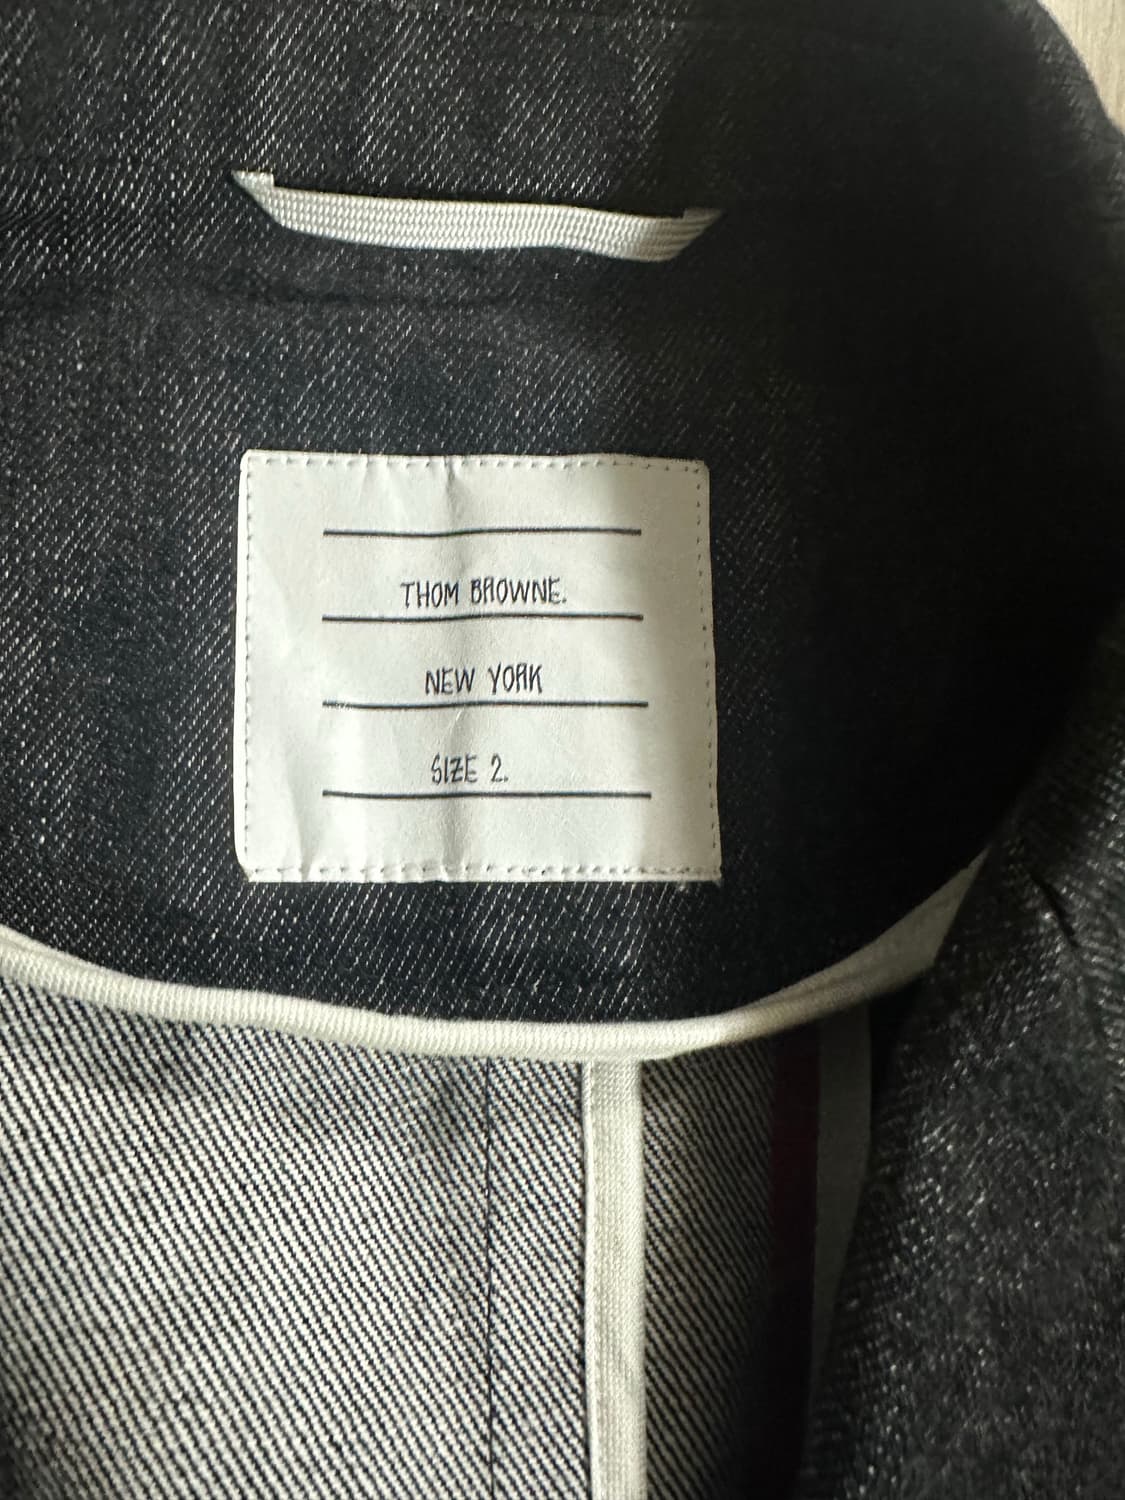 THOM BROWNE.
NEW YORK
SIZE 2.